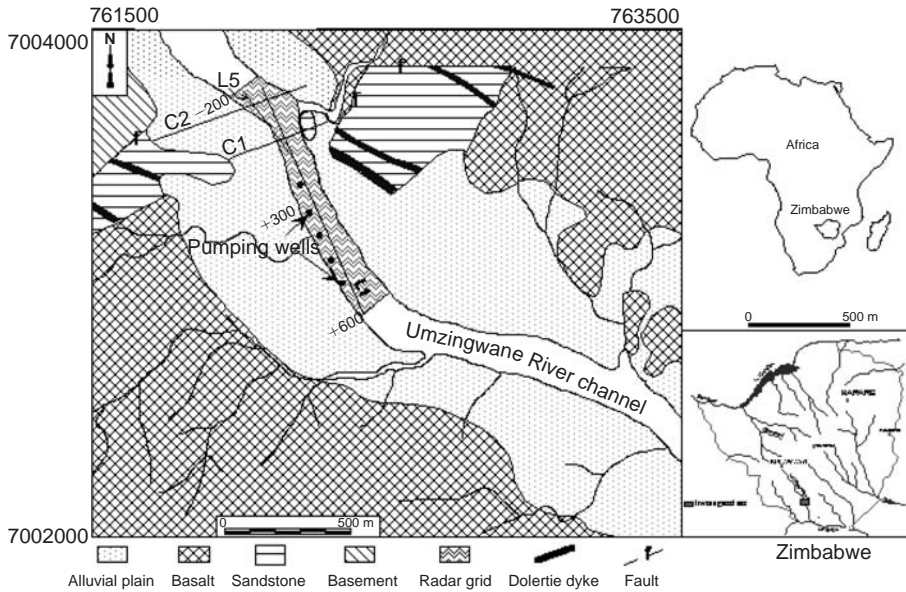 761500
763500
7004000
N
L5
−200
C2
C1
+300
Pumping wells
+600
Umzingwane River channel
7002000
0
500 m
Africa
Zimbabwe
0
500 m
HARARE
Zimbabwe
Alluvial plain
Basalt
Sandstone
Basement
Radar grid
Dolertie dyke
Fault